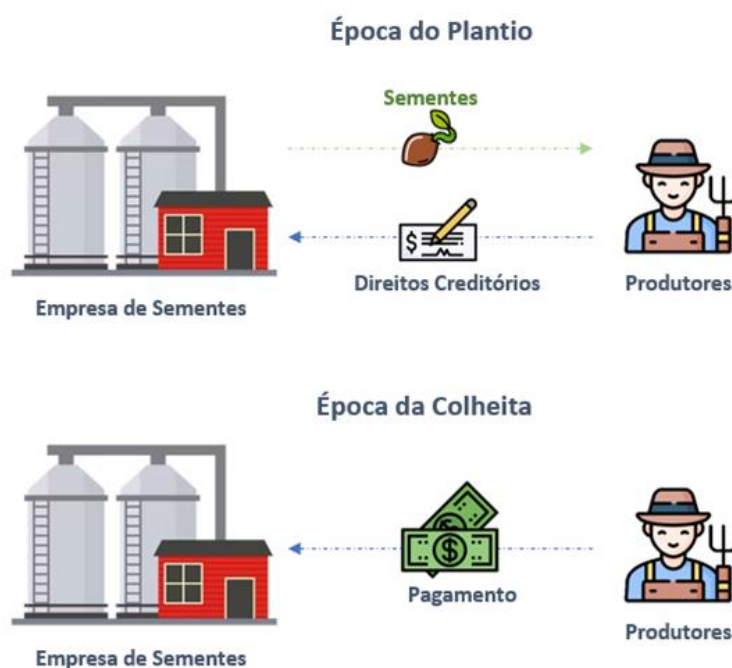 Época do Plantio
Sementes
$
Direitos Creditórios
Empresa de Sementes
Produtores
Época da Colheita
$
Pagamento
Empresa de Sementes
Produtores